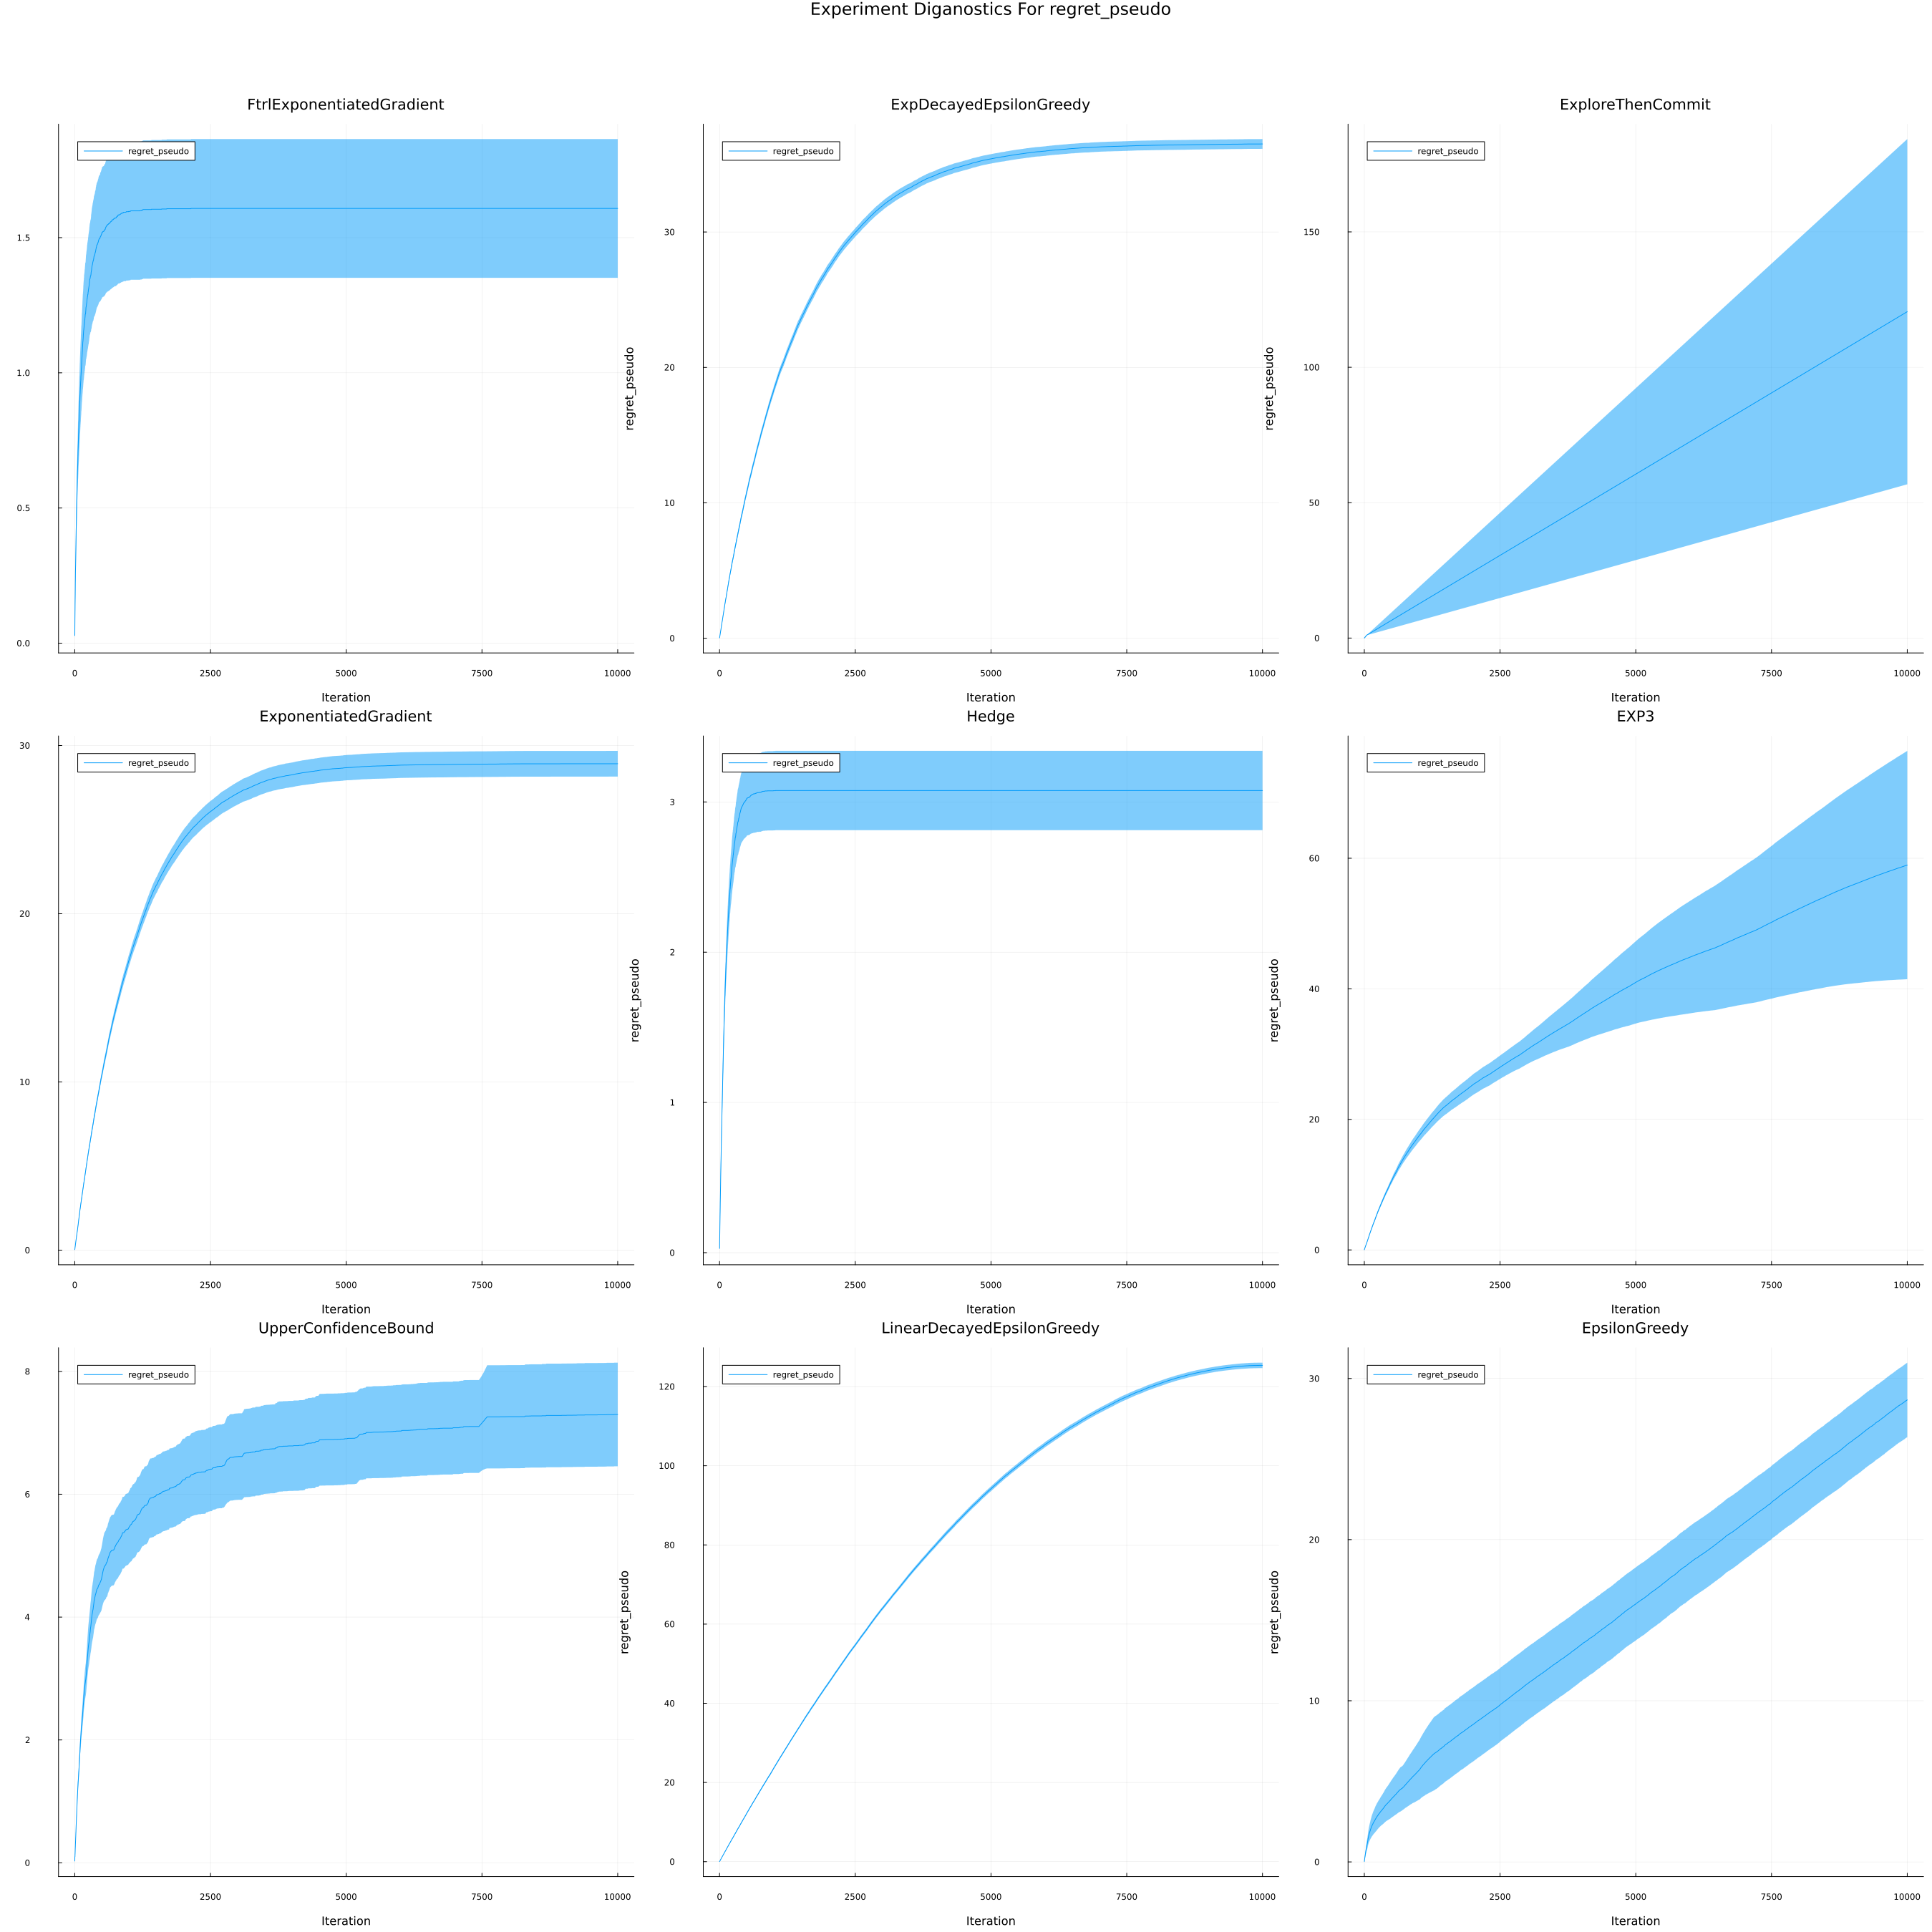 Experiment Diganostics For regret_pseudo
FtrlExponentiatedGradient
regret_pseudo
1.5
1.0
0.5
0.0
0 2500 5000 7500 10000
Iteration
ExpDecayedEpsilonGreedy
regret_pseudo
regret_pseudo
30
20
10
0
0 2500 5000 7500 10000
Iteration
ExploreThenCommit
regret_pseudo
regret_pseudo
150
100
50
0
0 2500 5000 7500 10000
Iteration
ExponentiatedGradient
regret_pseudo
30
20
10
0
0 2500 5000 7500 10000
Iteration
Hedge
regret_pseudo
regret_pseudo
3
2
1
0
0 2500 5000 7500 10000
Iteration
EXP3
regret_pseudo
regret_pseudo
60
40
20
0
0 2500 5000 7500 10000
Iteration
UpperConfidenceBound
regret_pseudo
8
6
4
2
0
0 2500 5000 7500 10000
Iteration
LinearDecayedEpsilonGreedy
regret_pseudo
regret_pseudo
120
100
80
60
40
20
0
0 2500 5000 7500 10000
Iteration
EpsilonGreedy
regret_pseudo
regret_pseudo
30
20
10
0
0 2500 5000 7500 10000
Iteration